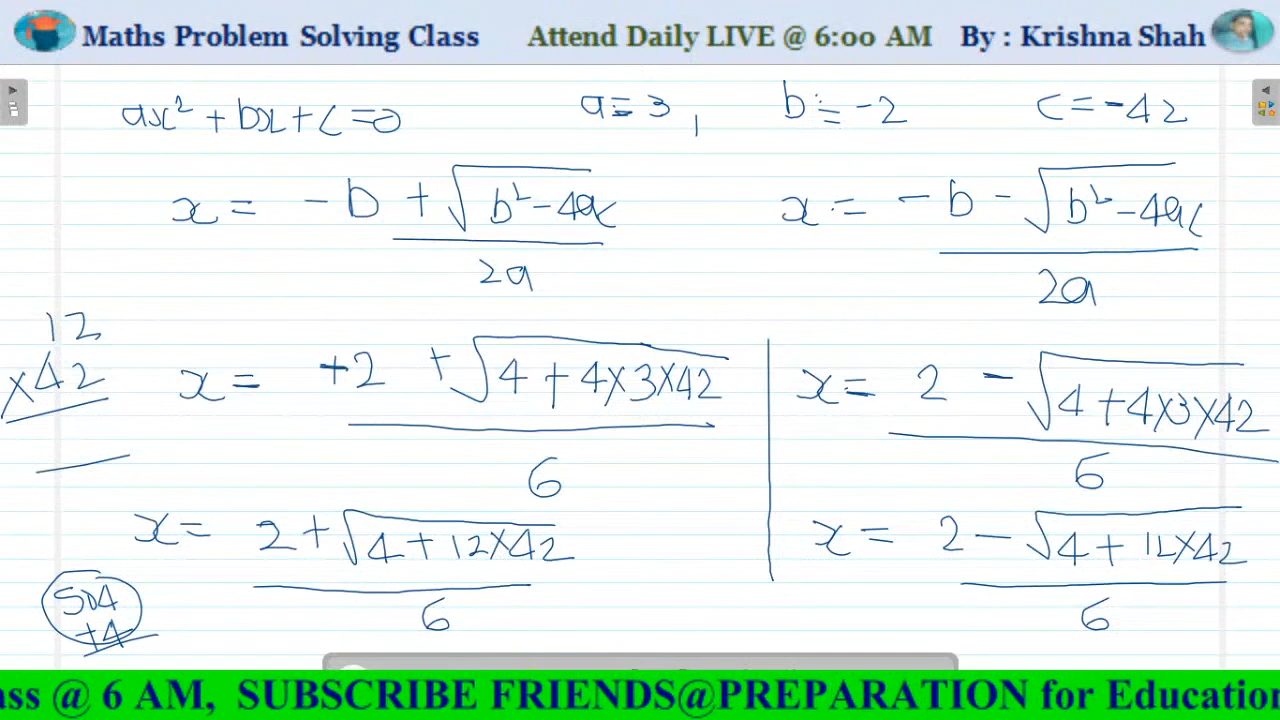 Maths Problem Solving Class Attend Daily LIVE @ 6:00 AM By : Krishna Shah
ax² + bx + c = 0 a = 3, b = -2 c = -42
x = (-b + √(b² - 4ac)) / 2a x = (-b - √(b² - 4ac)) / 2a
12
×42
x = (+2 + √(4 + 4×3×42)) / 6 x = (2 - √(4 + 4×3×42)) / 6
x = (2 + √(4 + 12×42)) / 6 x = (2 - √(4 + 12×42)) / 6
504
+4
ass @ 6 AM, SUBSCRIBE FRIENDS@PREPARATION for Education